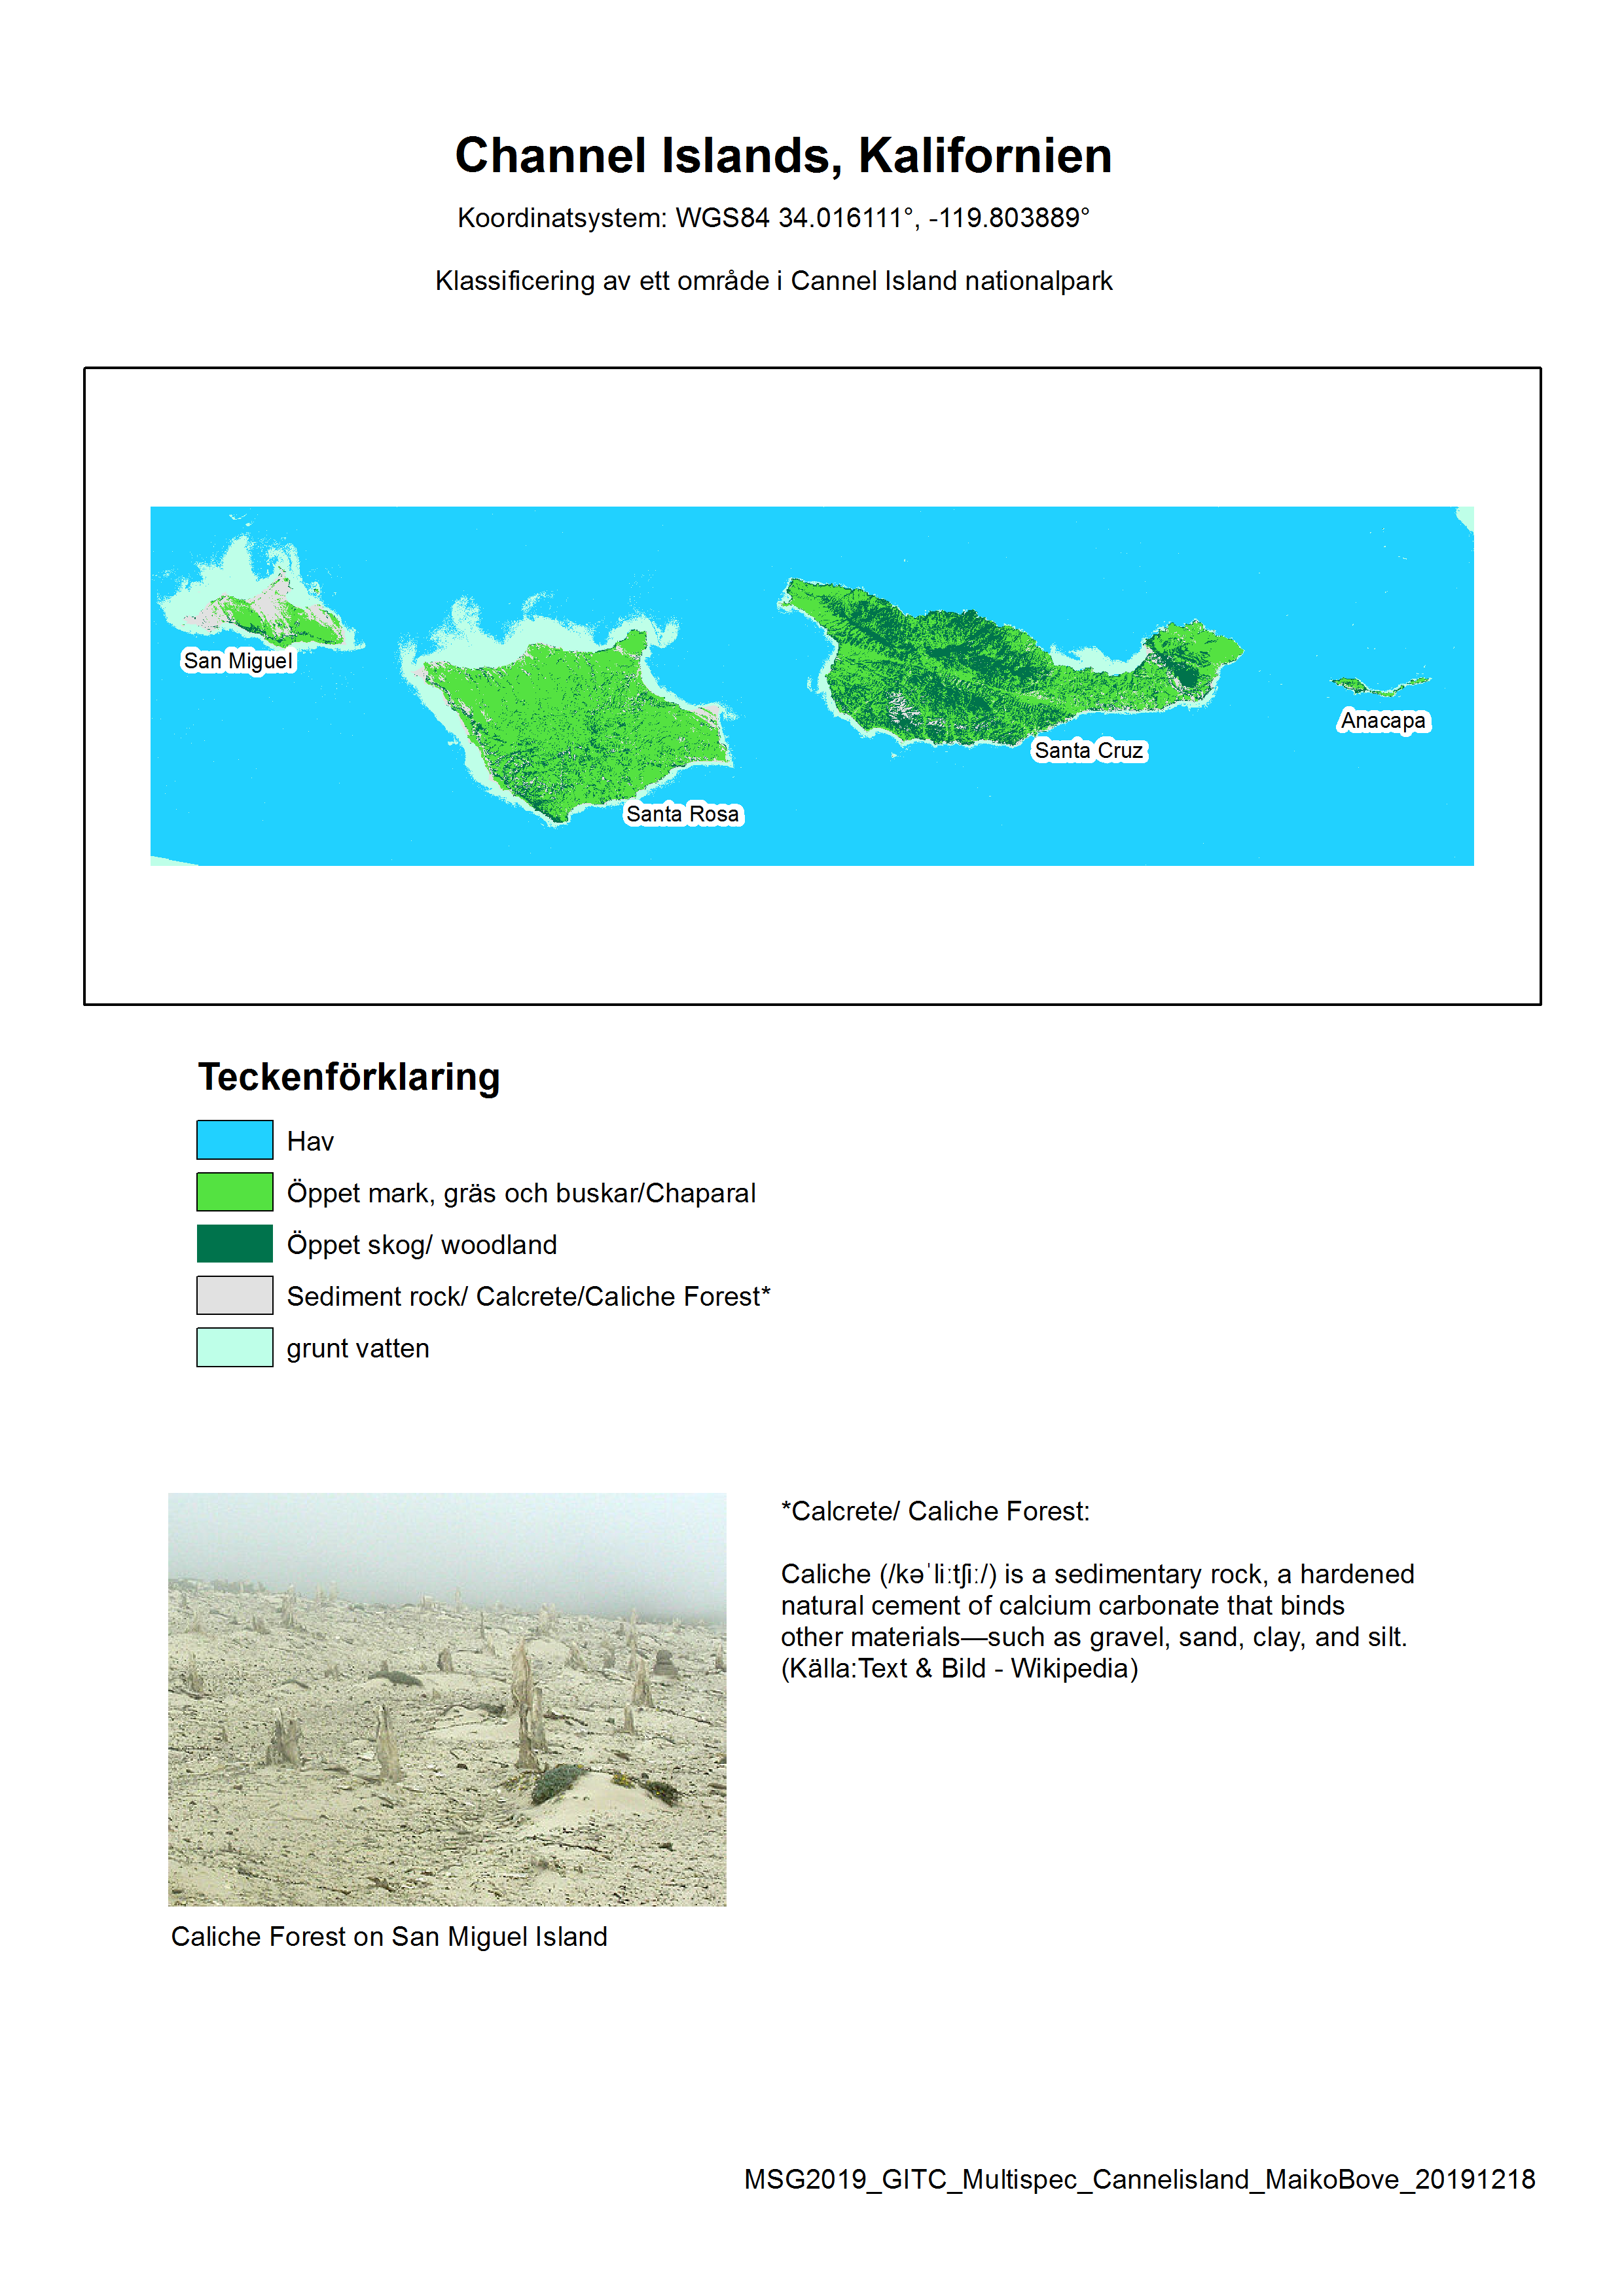 Channel Islands, Kalifornien
Koordinatsystem: WGS84 34.016111°, -119.803889°
Klassificering av ett område i Cannel Island nationalpark
San Miguel
Anacapa
Santa Cruz
Santa Rosa
Teckenförklaring
Hav
Öppet mark, gräs och buskar/Chaparal
Öppet skog/ woodland
Sediment rock/ Calcrete/Caliche Forest*
grunt vatten
*Calcrete/ Caliche Forest:
Caliche (/kəˈliːtʃiː/) is a sedimentary rock, a hardened
natural cement of calcium carbonate that binds
other materials—such as gravel, sand, clay, and silt.
(Källa:Text & Bild - Wikipedia)
Caliche Forest on San Miguel Island
MSG2019_GITC_Multispec_Cannelisland_MaikoBove_20191218